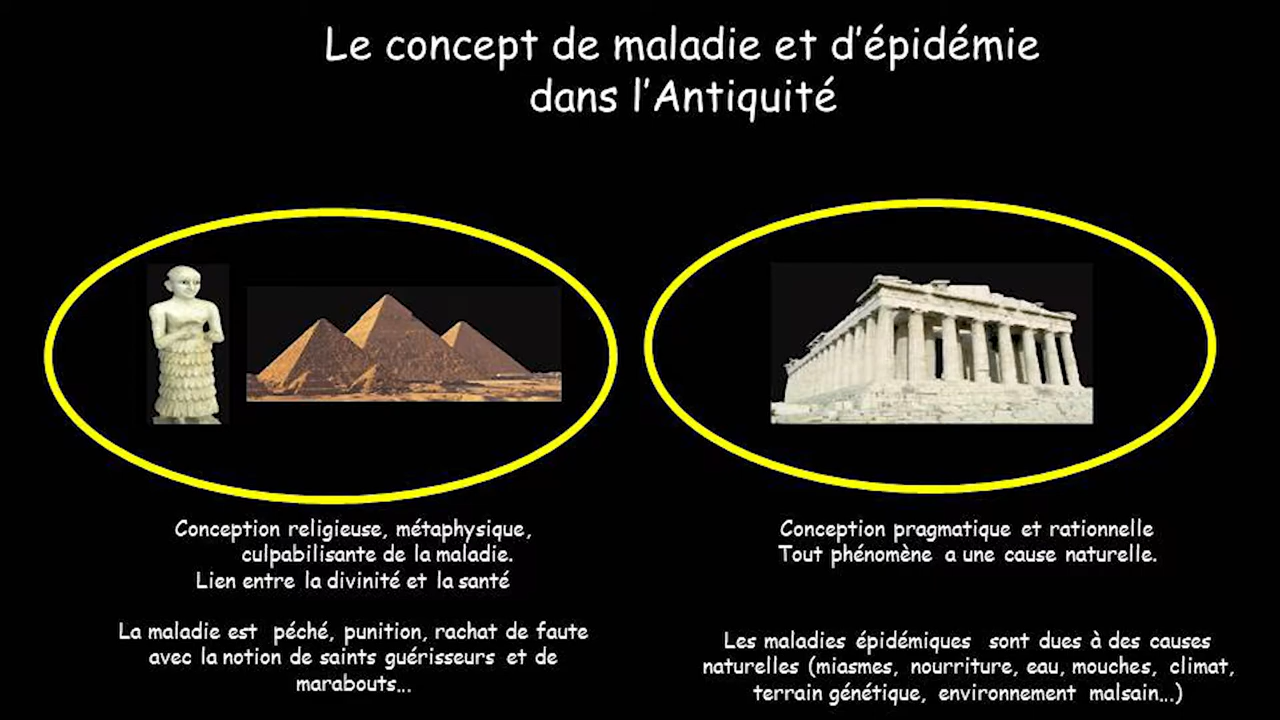 Le concept de maladie et d'épidémie
dans l'Antiquité
Conception religieuse, métaphysique,
culpabilisante de la maladie.
Lien entre la divinité et la santé
La maladie est péché, punition, rachat de faute
avec la notion de saints guérisseurs et de
marabouts...
Conception pragmatique et rationnelle
Tout phénomène a une cause naturelle.
Les maladies épidémiques sont dues à des causes
naturelles (miasmes, nourriture, eau, mouches, climat,
terrain génétique, environnement malsain...)